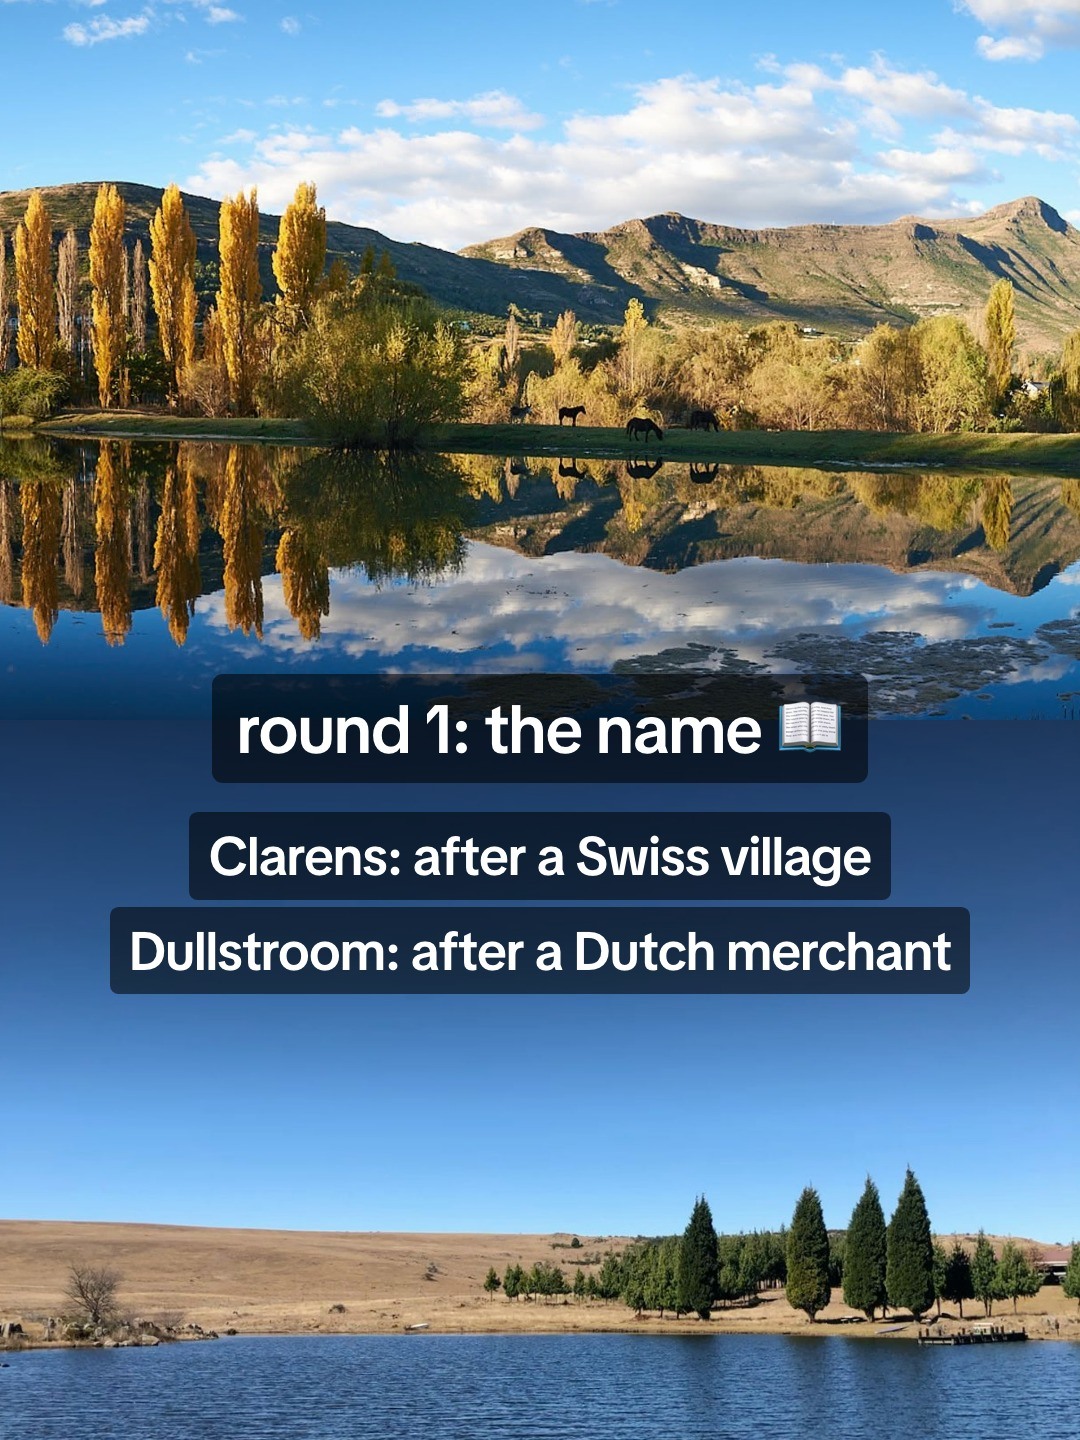 round 1: the name 📖
Clarens: after a Swiss village
Dullstroom: after a Dutch merchant